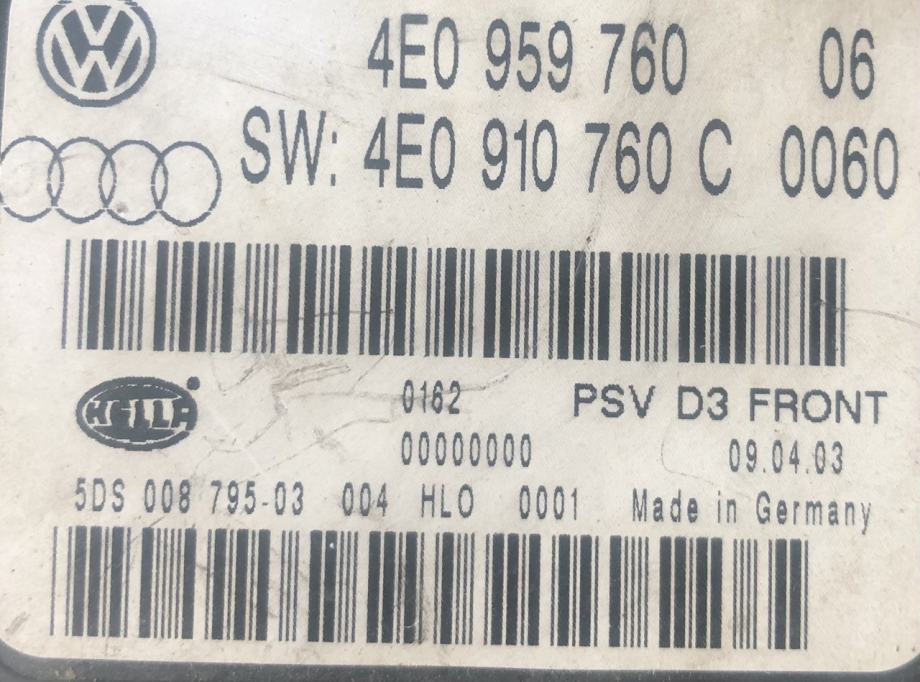 4E0 959 760 06
SW: 4E0 910 760 C 0060
HELLA
0162 PSV D3 FRONT
00000000 09.04.03
5DS 008 795-03 004 HLO 0001 Made in Germany